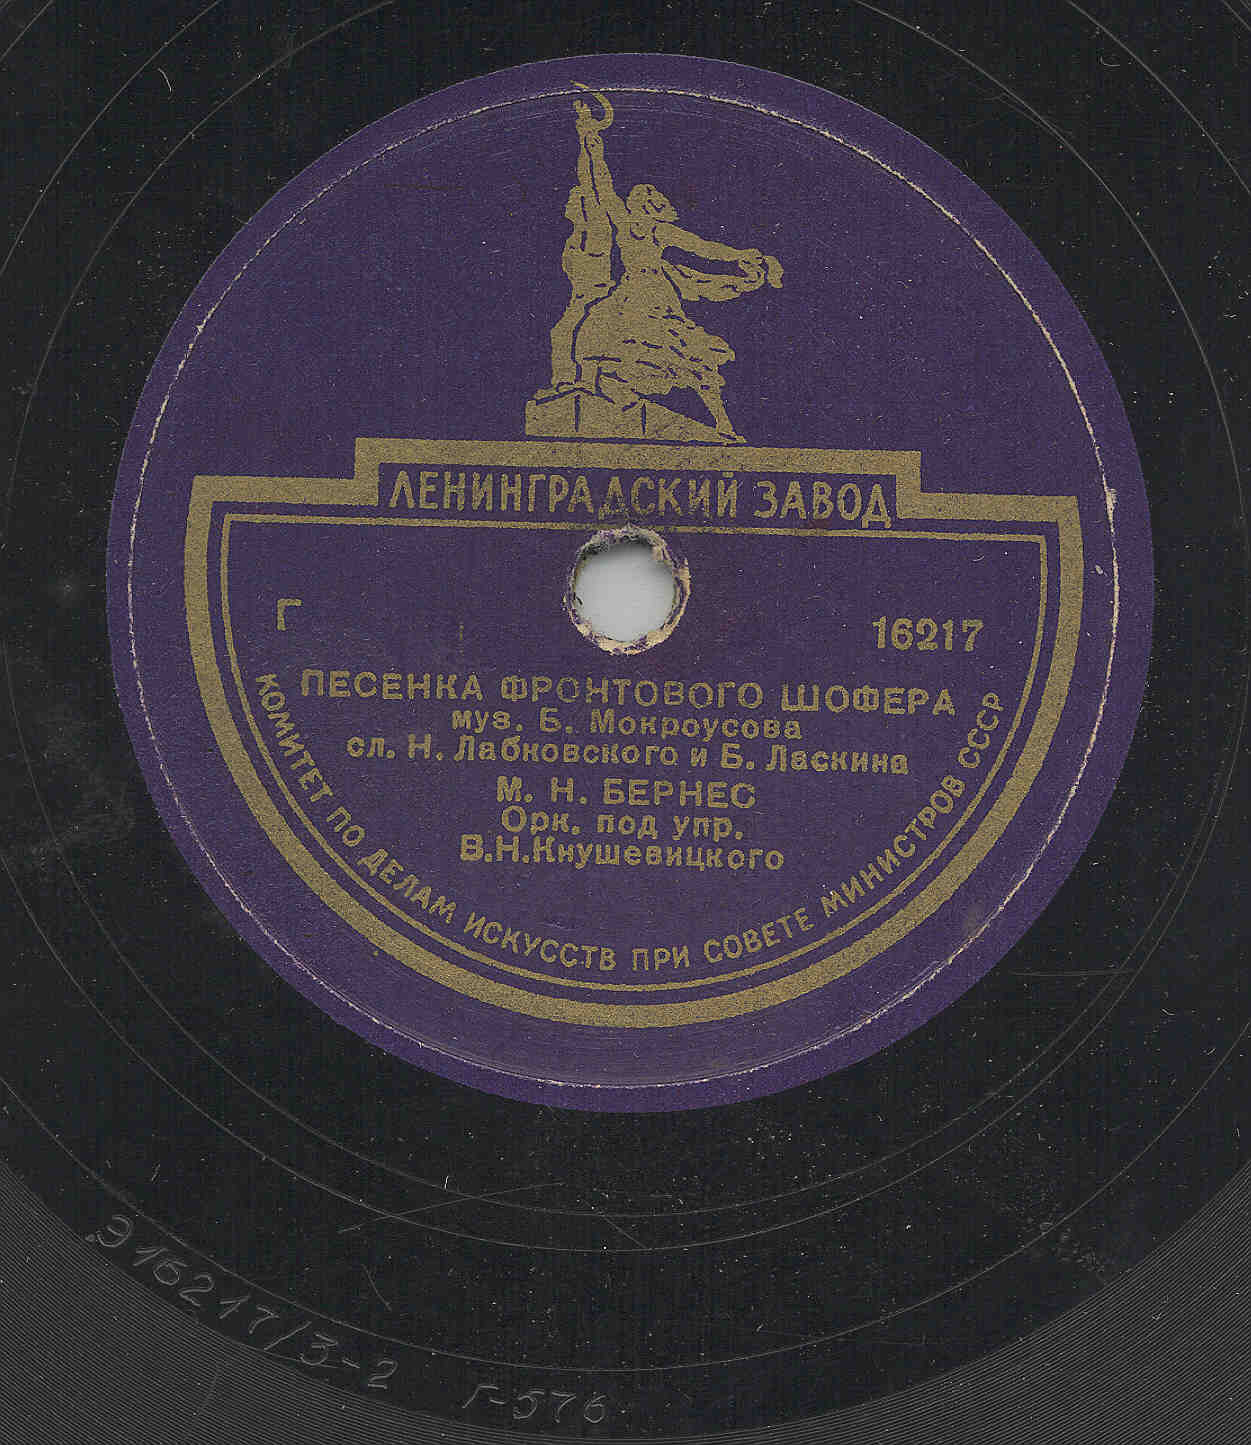 ЛЕНИНГРАДСКИЙ ЗАВОД
Г 16217
ПЕСЕНКА ФРОНТОВОГО ШОФЕРА
муз. Б. Мокроусова
сл. Н. Лабковского и Б. Ласкина
М. Н. БЕРНЕС
Орк. под упр.
В.Н.Кнушевицкого
КОМИТЕТ ПО ДЕЛАМ ИСКУССТВ ПРИ СОВЕТЕ МИНИСТРОВ СССР
Э16217/3-2 Г-576